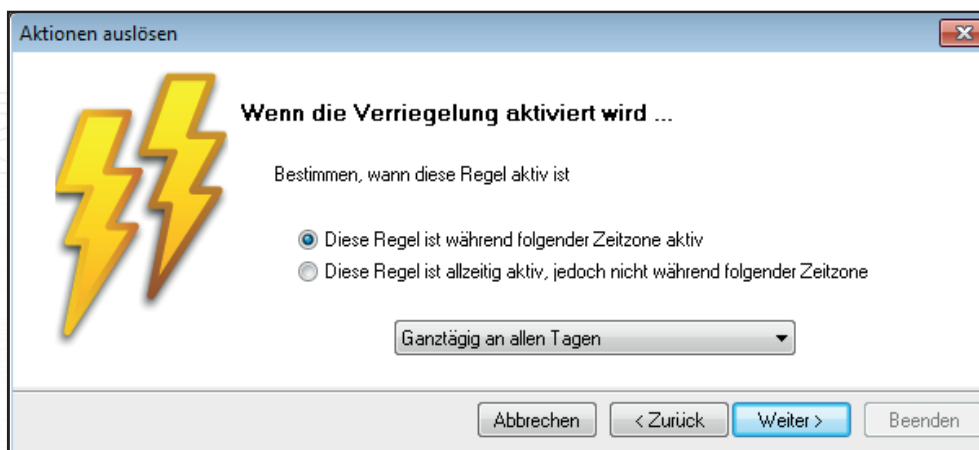 Aktionen auslösen
Wenn die Verriegelung aktiviert wird ...
Bestimmen, wann diese Regel aktiv ist
Diese Regel ist während folgender Zeitzone aktiv
Diese Regel ist allzeitig aktiv, jedoch nicht während folgender Zeitzone
Ganztägig an allen Tagen
Abbrechen
< Zurück
Weiter >
Beenden